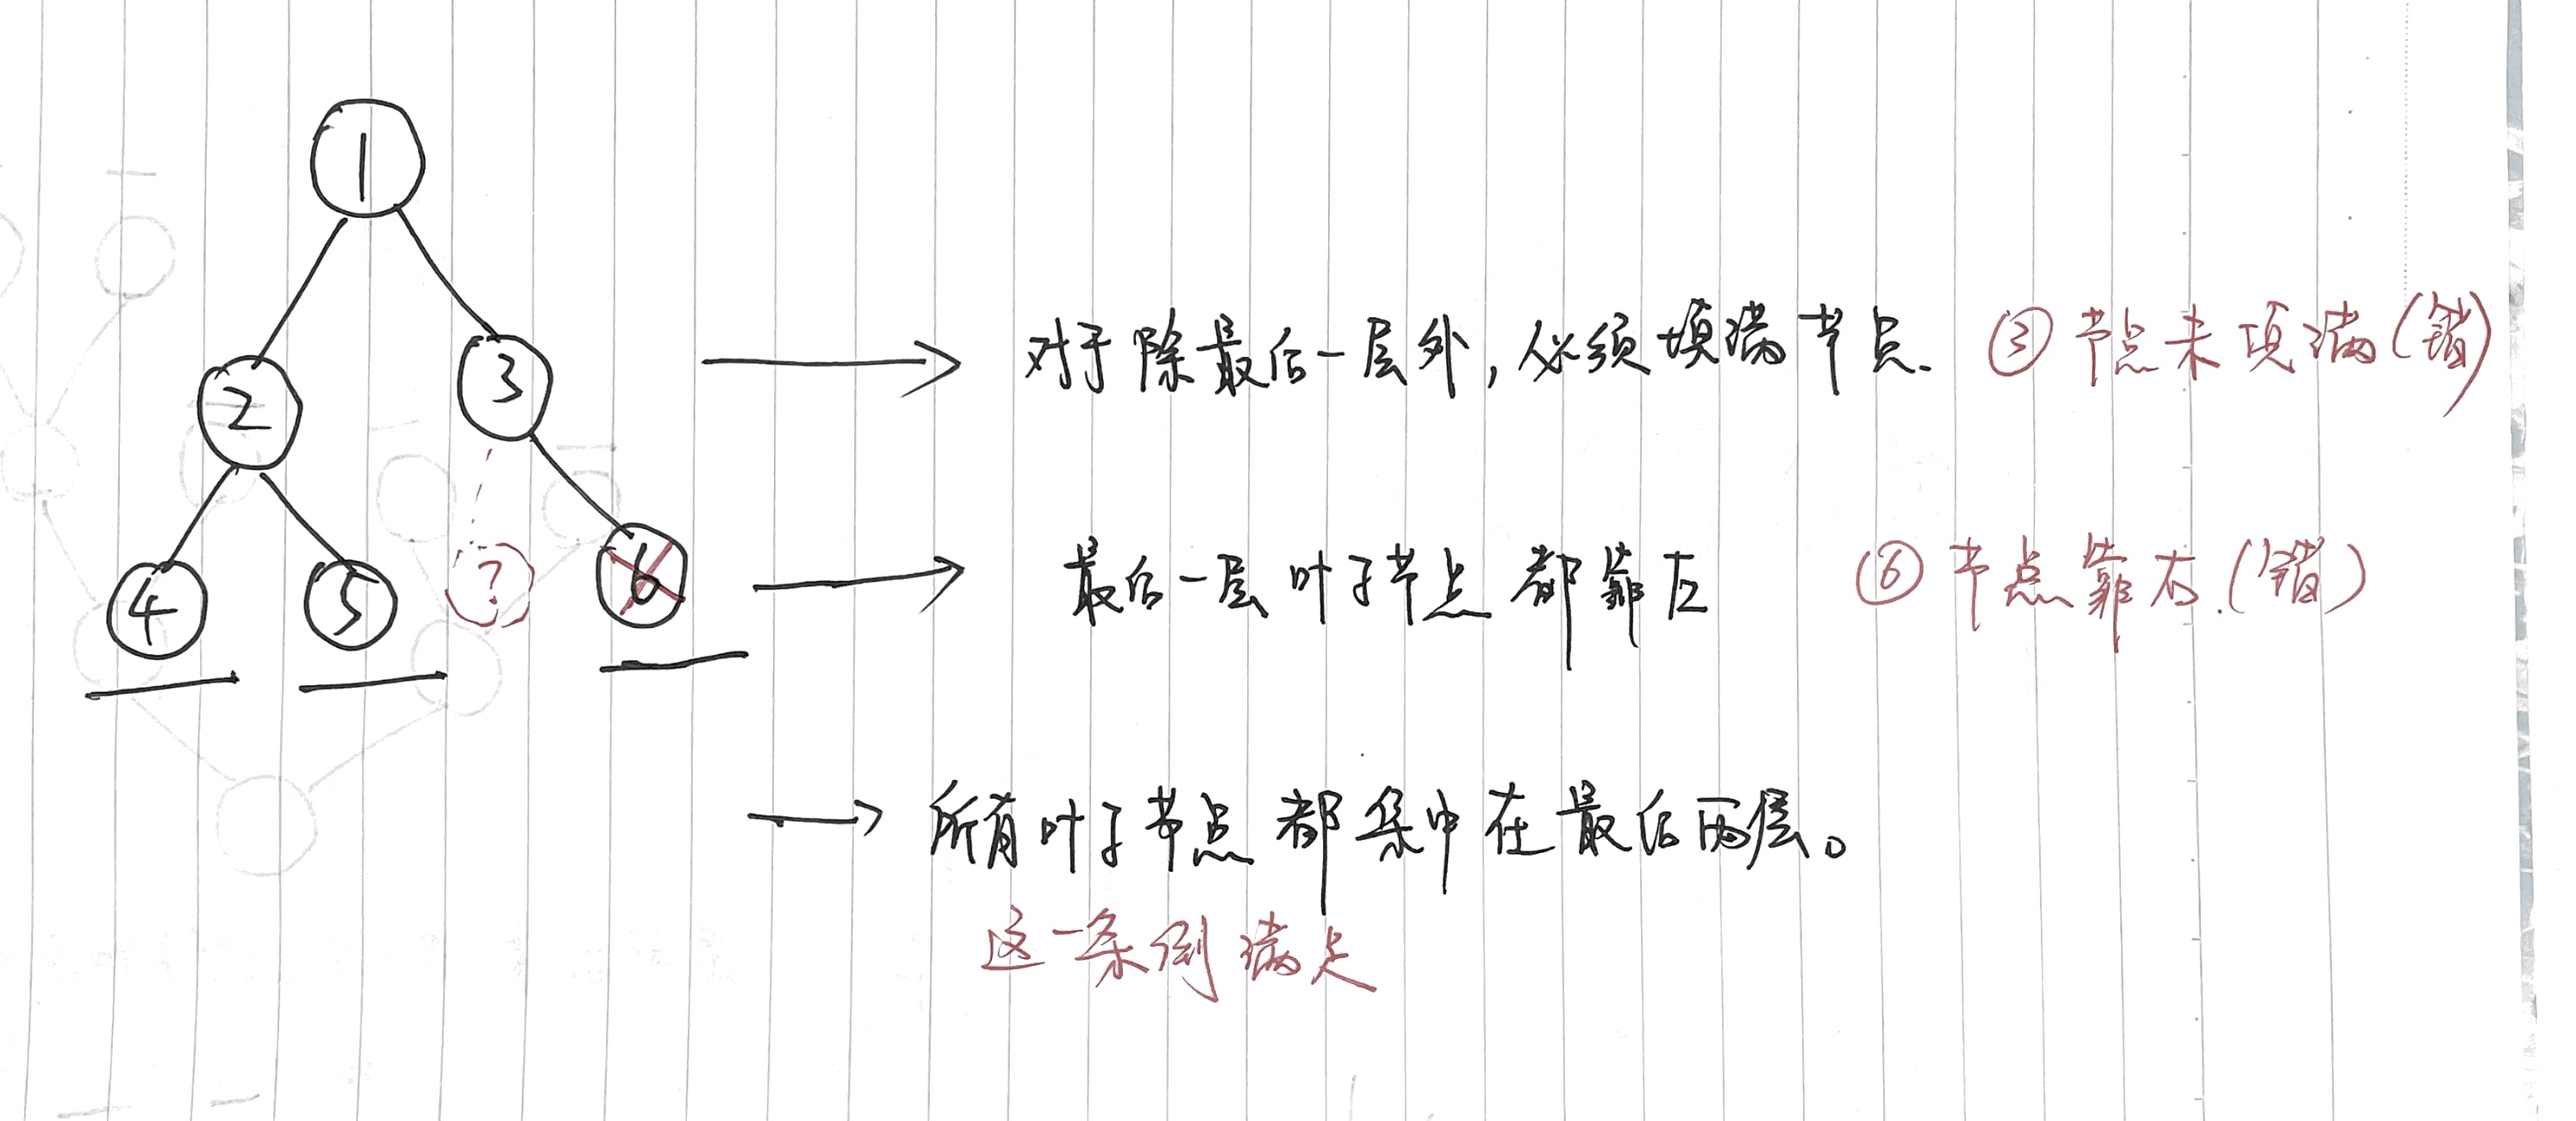 1
对于除最后一层外，必须填满节点. ③节点未填满(错)
2 3
最后一层叶子节点都靠左 ⑥节点靠右.(错)
4 5 ? 6
所有叶子节点都集中在最后两层。
这一条倒满足